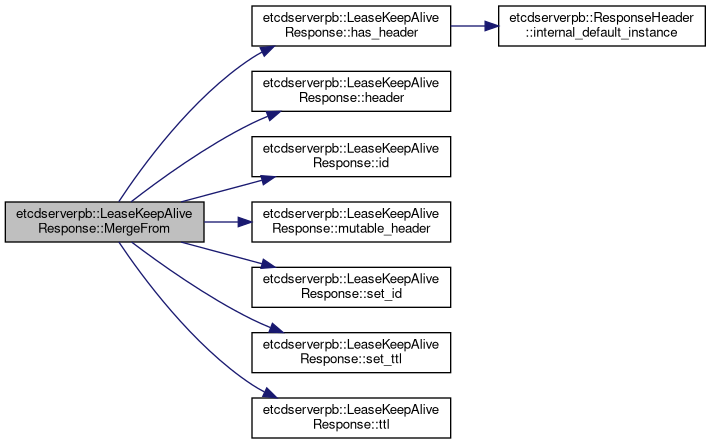 etcdserverpb::LeaseKeepAlive
Response::MergeFrom
etcdserverpb::LeaseKeepAlive
Response::has_header
etcdserverpb::ResponseHeader
::internal_default_instance
etcdserverpb::LeaseKeepAlive
Response::header
etcdserverpb::LeaseKeepAlive
Response::id
etcdserverpb::LeaseKeepAlive
Response::mutable_header
etcdserverpb::LeaseKeepAlive
Response::set_id
etcdserverpb::LeaseKeepAlive
Response::set_ttl
etcdserverpb::LeaseKeepAlive
Response::ttl